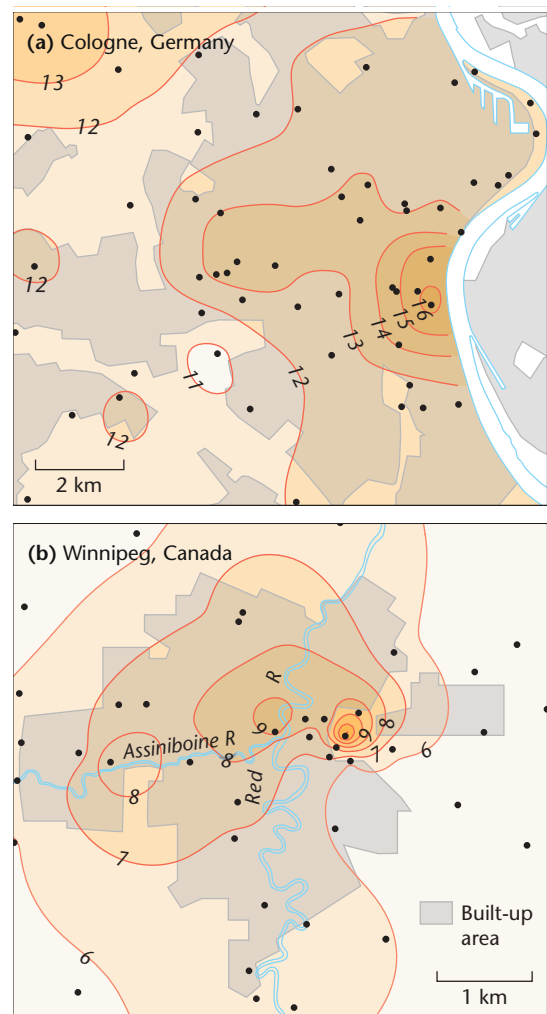 (a) Cologne, Germany
13
12
12
11
12
13
14
15
16
12
2 km
(b) Winnipeg, Canada
R
9
8
9
Assiniboine R
8
7
6
Red
8
7
6
Built-up
area
1 km